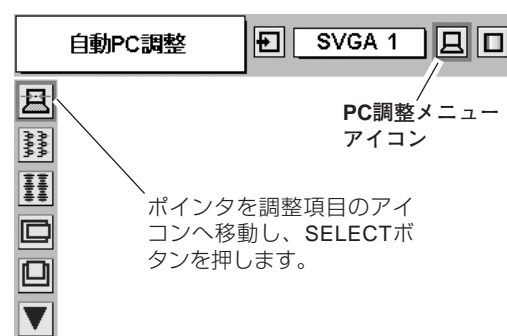 自動PC調整
SVGA 1
PC調整メニュー
アイコン
ポインタを調整項目のアイ
コンへ移動し、SELECTボ
タンを押します。